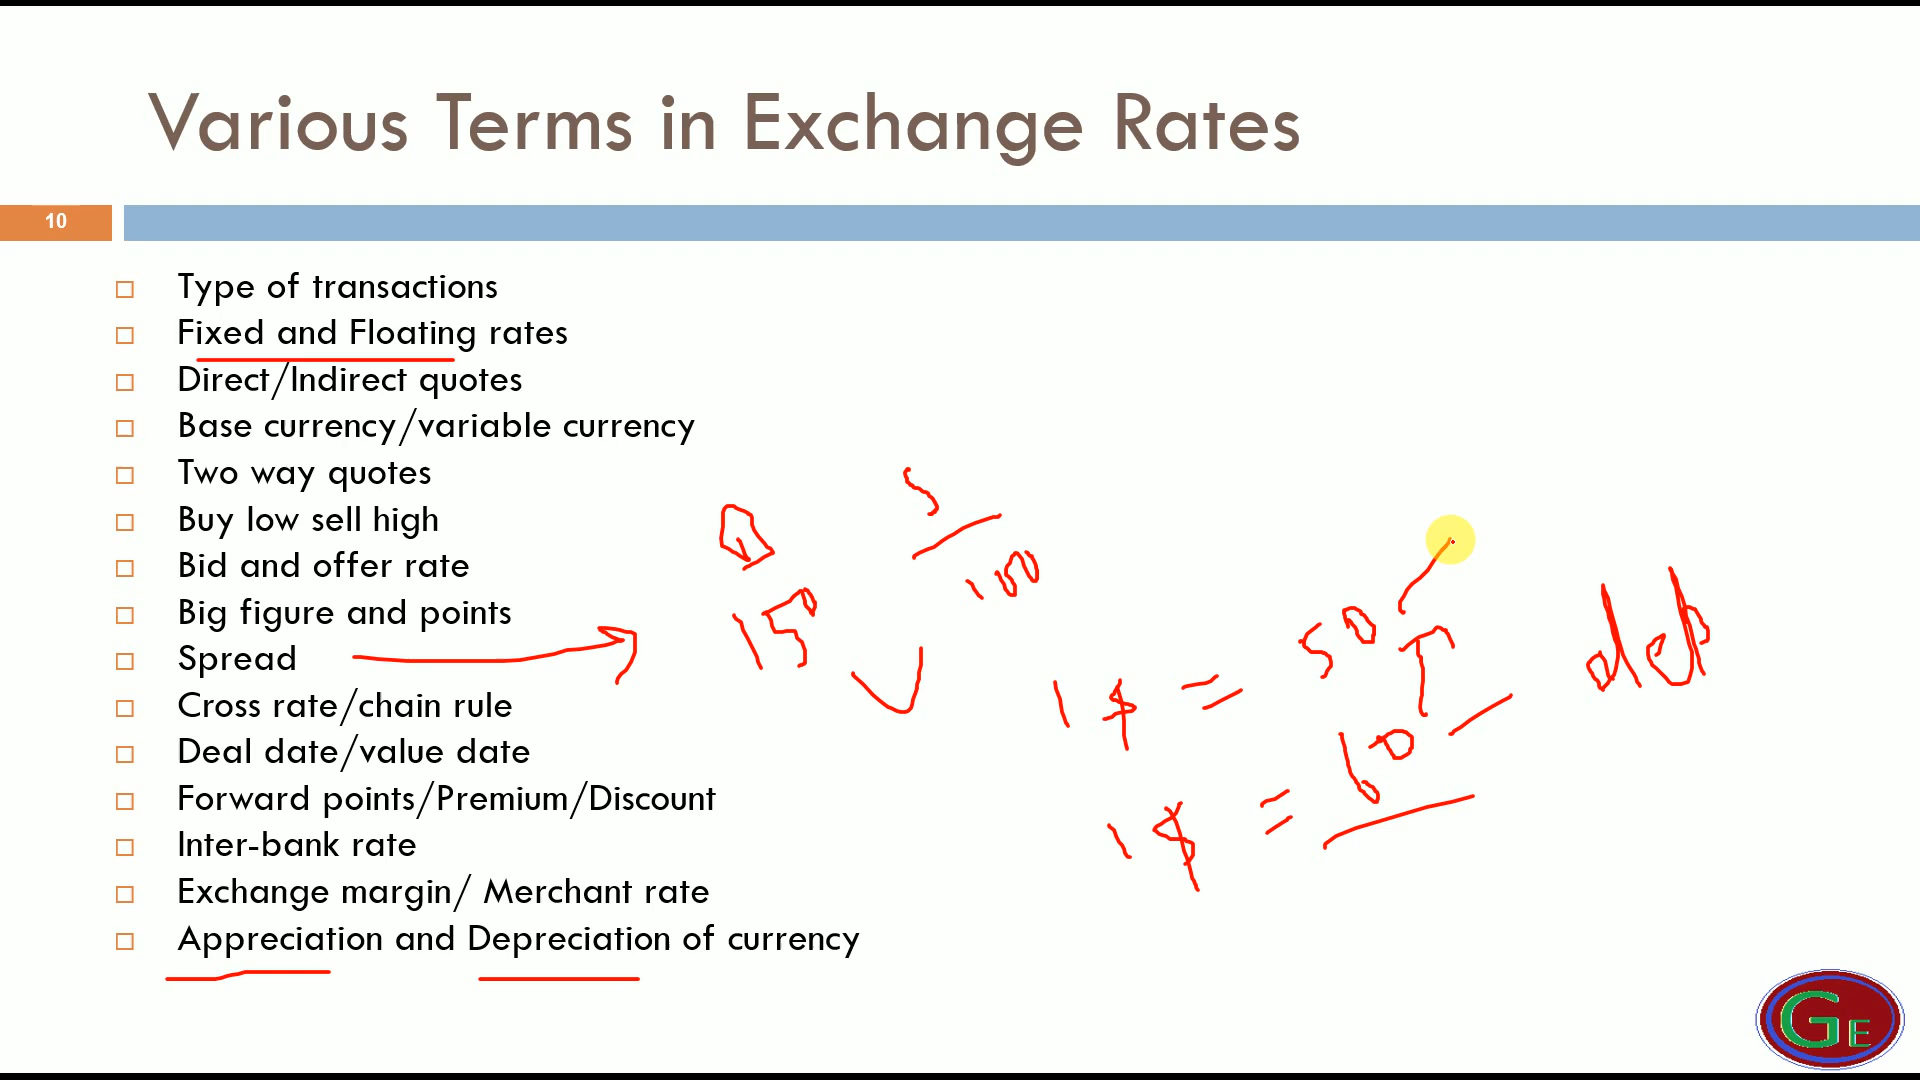 Various Terms in Exchange Rates
10
Type of transactions
Fixed and Floating rates
Direct/Indirect quotes
Base currency/variable currency
Two way quotes
Buy low sell high
Bid and offer rate
Big figure and points
Spread
Cross rate/chain rule
Deal date/value date
Forward points/Premium/Discount
Inter-bank rate
Exchange margin/ Merchant rate
Appreciation and Depreciation of currency
100
150
1$ = 50
1$ = 60
dep
GE